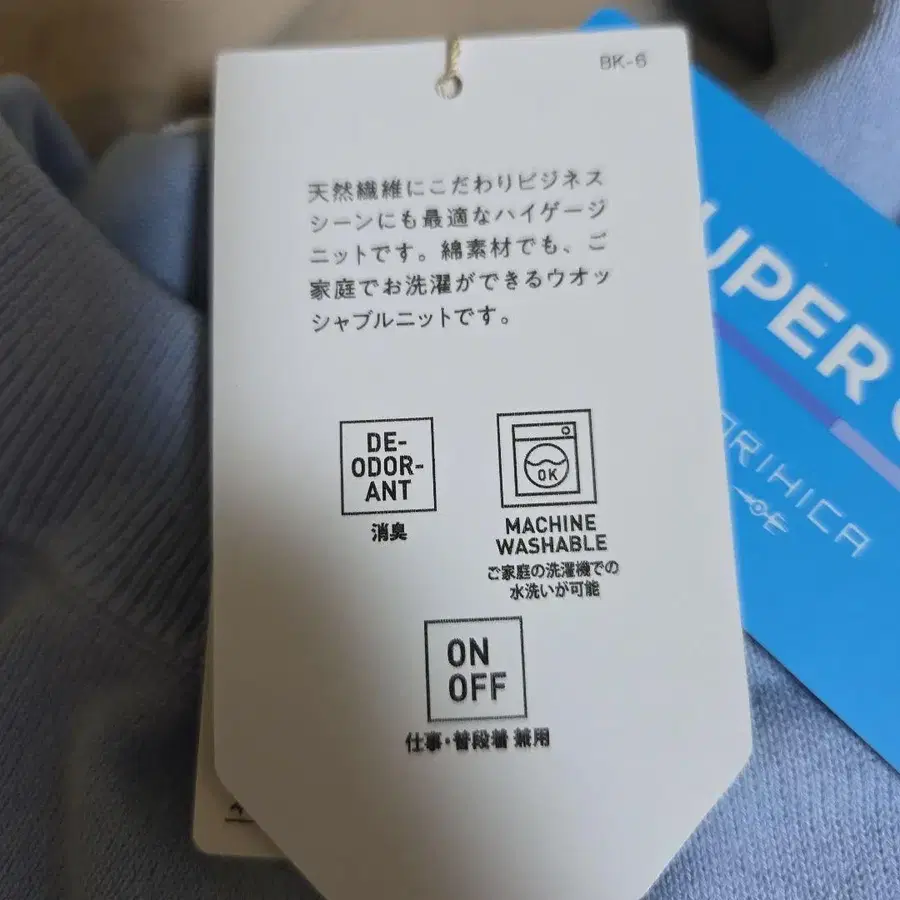 BK-6
天然繊維にこだわりビジネス
シーンにも最適なハイゲージ
ニットです。綿素材でも、ご
家庭でお洗濯ができるウオッ
シャブルニットです。
DE-
ODOR-
ANT
消臭
OK
MACHINE
WASHABLE
ご家庭の洗濯機での
水洗いが可能
ON
OFF
仕事・普段着 兼用
UPER
ORIHICA